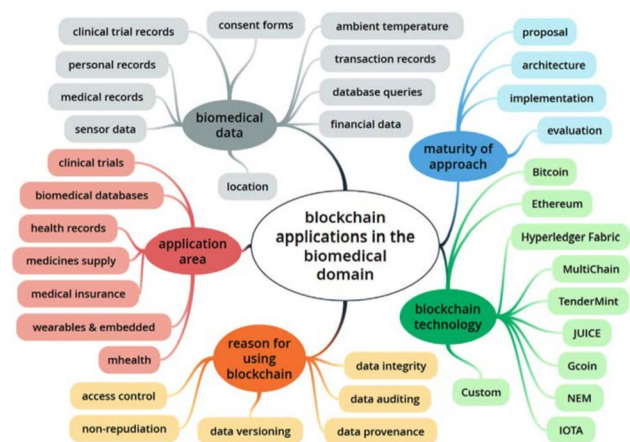 clinical trial records
consent forms
ambient temperature
proposal
personal records
transaction records
architecture
medical records
biomedical
data
database queries
implementation
sensor data
financial data
evaluation
maturity of
approach
location
clinical trials
Bitcoin
biomedical databases
Ethereum
health records
application
area
blockchain
applications in the
biomedical
domain
Hyperledger Fabric
medicines supply
MultiChain
medical insurance
TenderMint
wearables & embedded
blockchain
technology
JUICE
mhealth
reason for
using
blockchain
data integrity
Gcoin
access control
data auditing
Custom
NEM
non-repudiation
data versioning
data provenance
IOTA